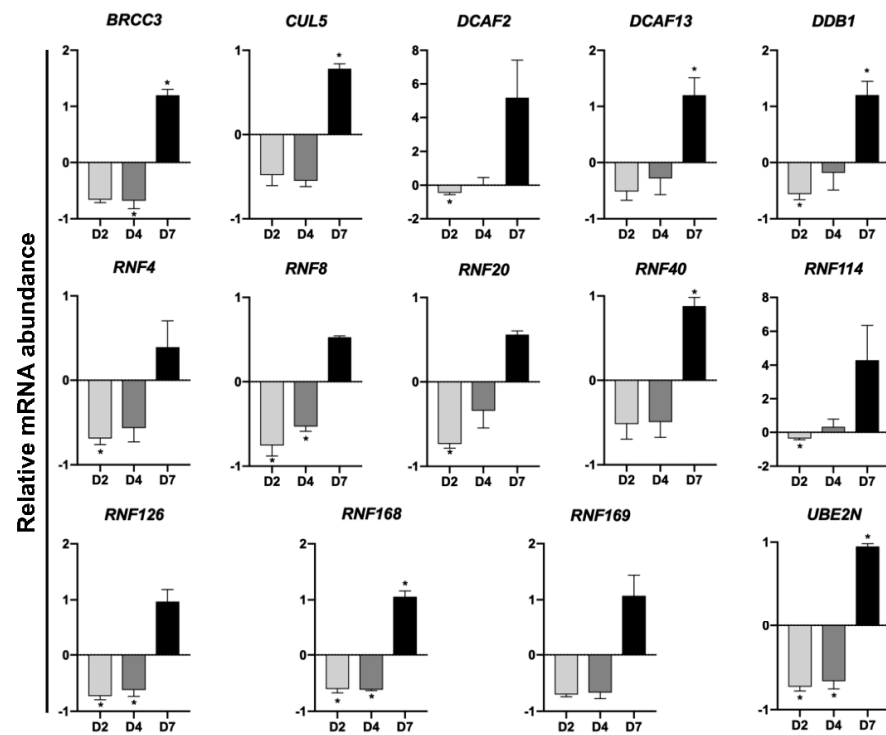 BRCC3 CUL5 DCAF2 DCAF13 DDB1
2 1 8 2 2
* * * *
6
1 4 1 1
0 2
0 0 0 0
* * *
-1 -1 -2 -1 -1
D2 D4 D7 D2 D4 D7 D2 D4 D7 D2 D4 D7 D2 D4 D7
Relative mRNA abundance
RNF4 RNF8 RNF20 RNF40 RNF114
1 1 1 1 8
*
6
4
0 0 0 0 2
0
* * * * *
-1 -1 -1 -1 -2
D2 D4 D7 D2 D4 D7 D2 D4 D7 D2 D4 D7 D2 D4 D7
RNF126 RNF168 RNF169 UBE2N
2 2 2 1
* *
1 1 1
0 0 0 0
* * * * * *
-1 -1 -1 -1
D2 D4 D7 D2 D4 D7 D2 D4 D7 D2 D4 D7